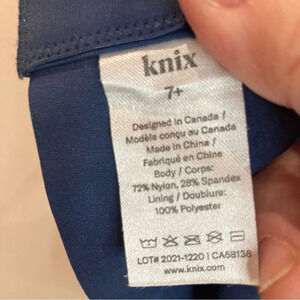 knix
7+
Designed in Canada /
Modèle conçu au Canada
Made in China /
Fabriqué en Chine
Body / Corps:
72% Nylon, 28% Spandex
Lining / Doublure:
100% Polyester
LOT# 2021-1220 | CA58138
www.knix.com